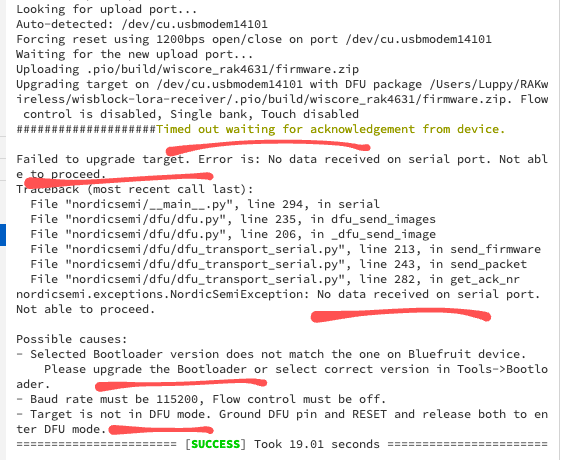 Looking for upload port...
Auto-detected: /dev/cu.usbmodem14101
Forcing reset using 1200bps open/close on port /dev/cu.usbmodem14101
Waiting for the new upload port...
Uploading .pio/build/wiscore_rak4631/firmware.zip
Upgrading target on /dev/cu.usbmodem14101 with DFU package /Users/Luppy/RAKw
ireless/wisblock-lora-receiver/.pio/build/wiscore_rak4631/firmware.zip. Flow
 control is disabled, Single bank, Touch disabled
####################Timed out waiting for acknowledgement from device.

Failed to upgrade target. Error is: No data received on serial port. Not abl
e to proceed.
Traceback (most recent call last):
  File "nordicsemi/__main__.py", line 294, in serial
  File "nordicsemi/dfu/dfu.py", line 235, in dfu_send_images
  File "nordicsemi/dfu/dfu.py", line 206, in _dfu_send_image
  File "nordicsemi/dfu/dfu_transport_serial.py", line 213, in send_firmware
  File "nordicsemi/dfu/dfu_transport_serial.py", line 243, in send_packet
  File "nordicsemi/dfu/dfu_transport_serial.py", line 282, in get_ack_nr
nordicsemi.exceptions.NordicSemiException: No data received on serial port.
Not able to proceed.

Possible causes:
- Selected Bootloader version does not match the one on Bluefruit device.
    Please upgrade the Bootloader or select correct version in Tools->Bootlo
ader.
- Baud rate must be 115200, Flow control must be off.
- Target is not in DFU mode. Ground DFU pin and RESET and release both to en
ter DFU mode.
======================= [SUCCESS] Took 19.01 seconds =======================